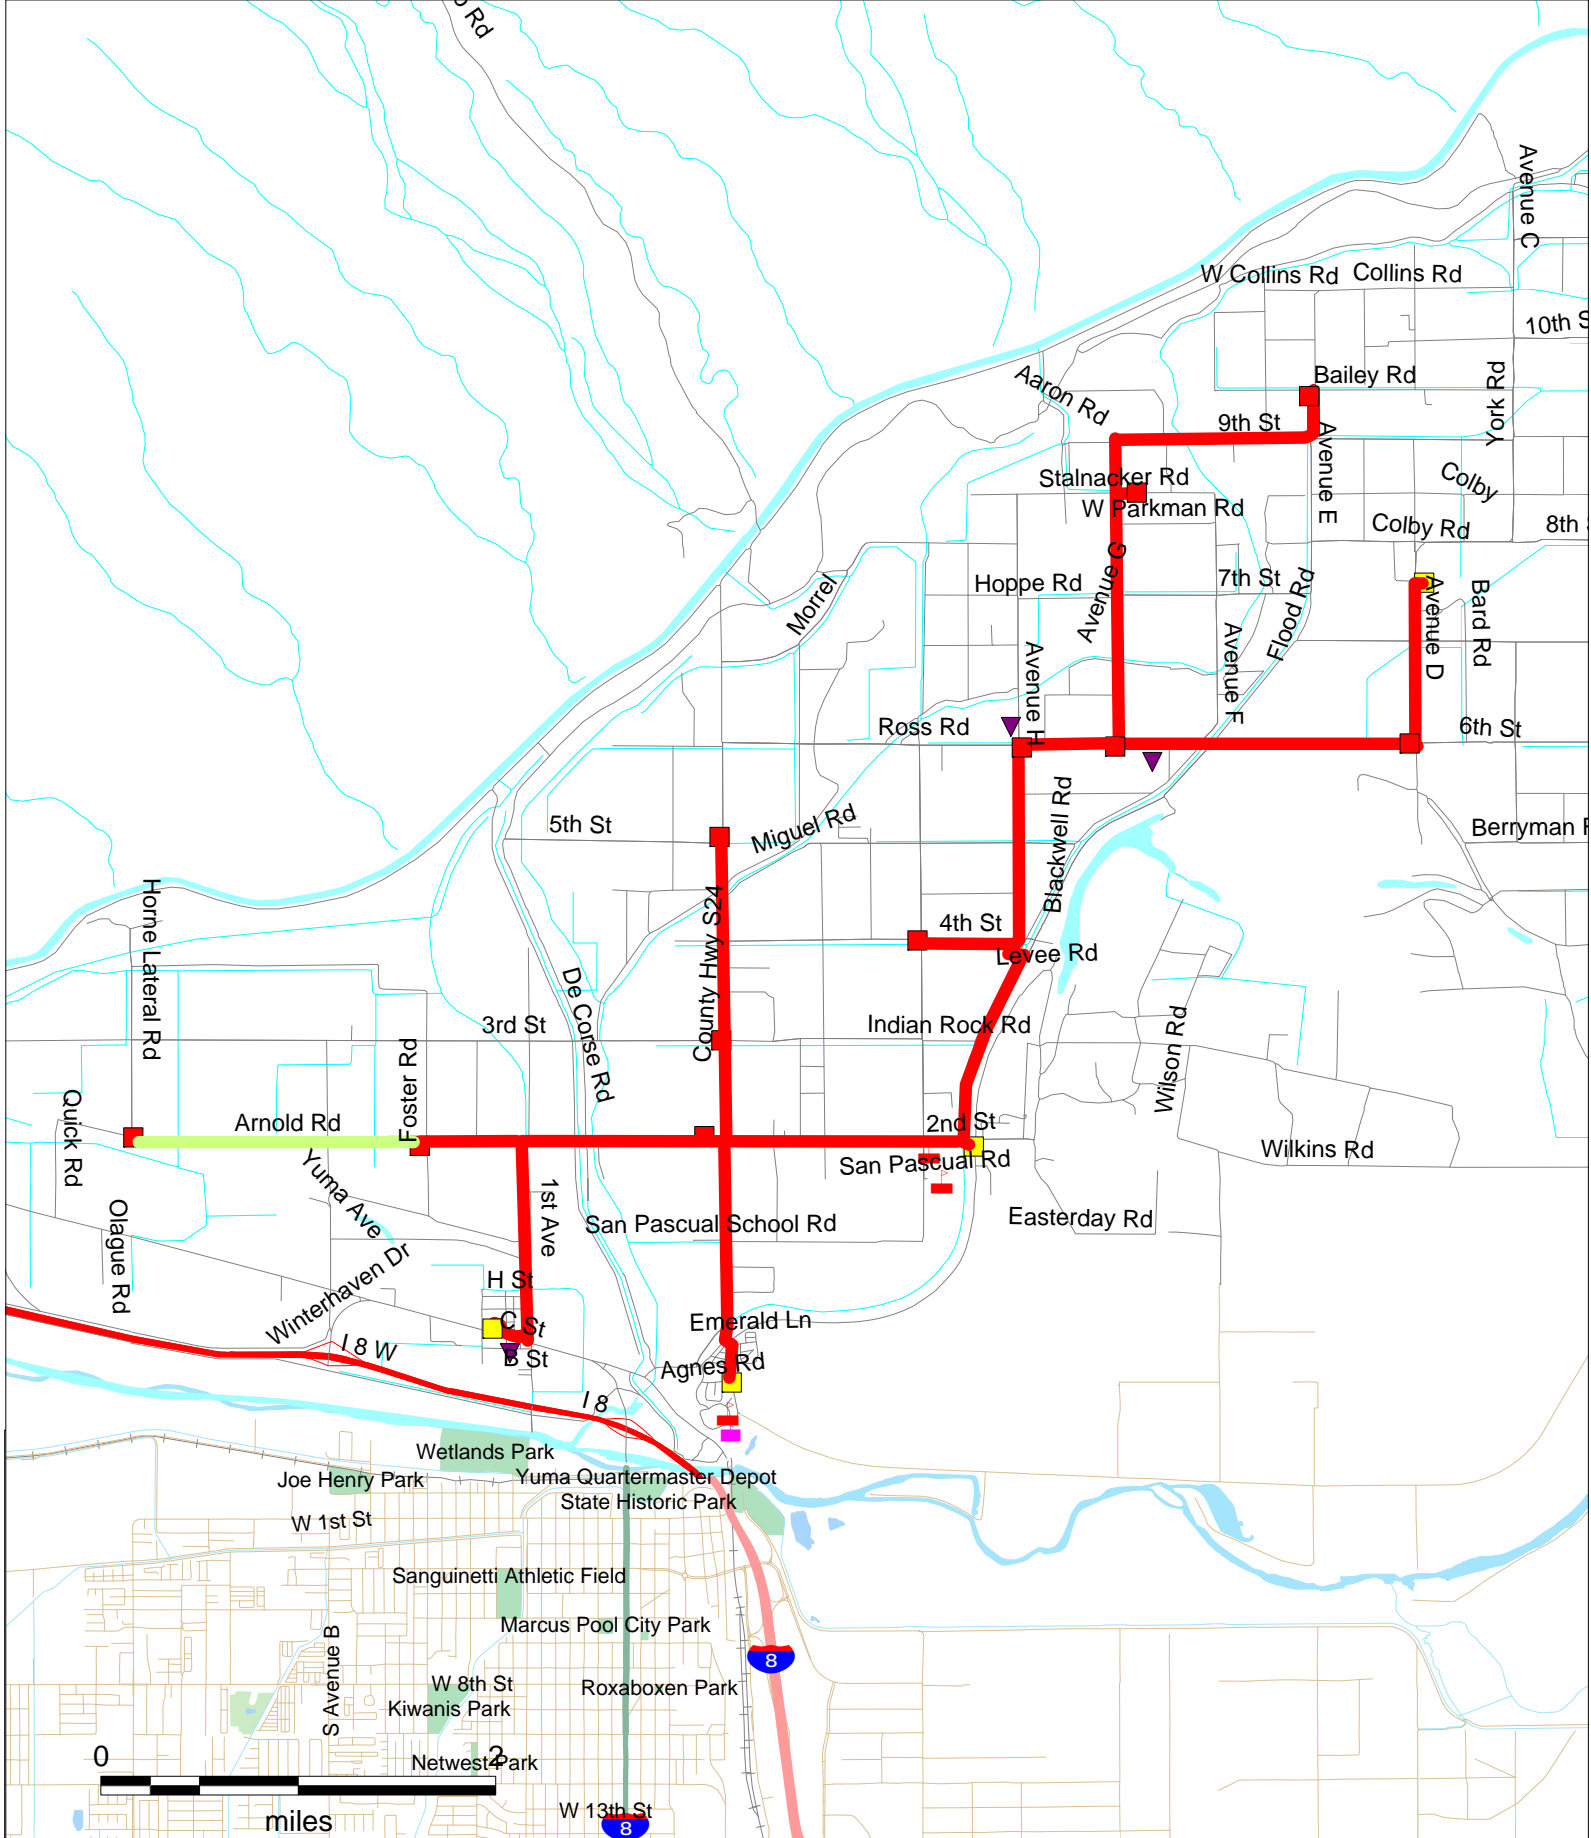 o Rd
Avenue C
W Collins Rd
Collins Rd
10th S
Bailey Rd
York Rd
Aaron Rd
9th St
Avenue E
Stalnacker Rd
Colby
W Parkman Rd
Colby Rd
8th
Avenue G
Hoppe Rd
7th St
Flood Rd
Morrel
Avenue D
Bard Rd
Avenue H
Avenue F
Ross Rd
6th St
5th St
Miguel Rd
Blackwell Rd
Berryman R
Horne Lateral Rd
County Hwy S24
4th St
Levee Rd
De Corse Rd
3rd St
Indian Rock Rd
Wilson Rd
Foster Rd
Quick Rd
Arnold Rd
2nd St
Wilkins Rd
San Pascual Rd
Yuma Ave
1st Ave
Olague Rd
San Pascual School Rd
Easterday Rd
Winterhaven Dr
H St
C St
Emerald Ln
I 8 W
B St
Agnes Rd
I 8
Wetlands Park
Joe Henry Park
Yuma Quartermaster Depot
State Historic Park
W 1st St
Sanguinetti Athletic Field
Marcus Pool City Park
S Avenue B
8
W 8th St
Roxaboxen Park
Kiwanis Park
0
2
Netwest Park
miles
W 13th St
8